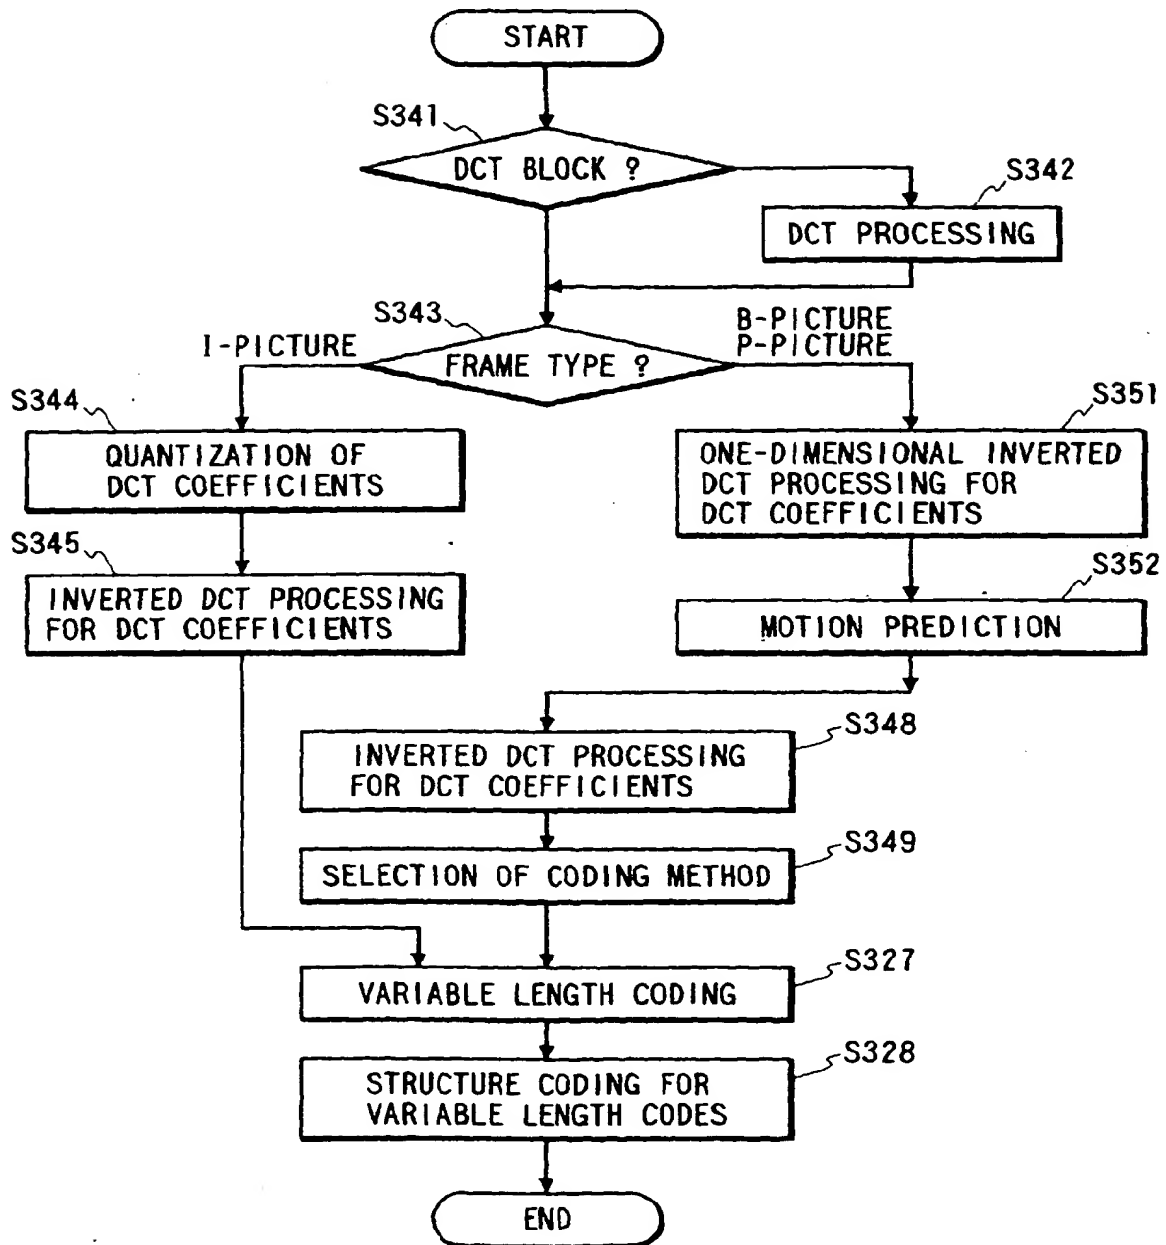 START
S341
DCT BLOCK ?
S342
DCT PROCESSING
S343
FRAME TYPE ?
I-PICTURE
B-PICTURE
P-PICTURE
S344
QUANTIZATION OF
DCT COEFFICIENTS
S351
ONE-DIMENSIONAL INVERTED
DCT PROCESSING FOR
DCT COEFFICIENTS
S345
INVERTED DCT PROCESSING
FOR DCT COEFFICIENTS
S352
MOTION PREDICTION
S348
INVERTED DCT PROCESSING
FOR DCT COEFFICIENTS
S349
SELECTION OF CODING METHOD
S327
VARIABLE LENGTH CODING
S328
STRUCTURE CODING FOR
VARIABLE LENGTH CODES
END